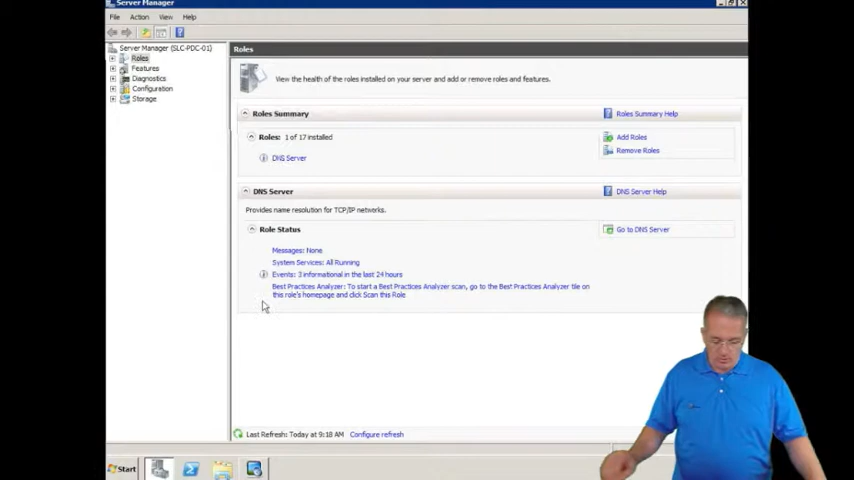 Server Manager
File Action View Help
Server Manager (SLC-PDC-01)
Roles
Features
Diagnostics
Configuration
Storage
Roles
View the health of the roles installed on your server and add or remove roles and features.
Roles Summary
Roles Summary Help
Roles: 1 of 17 installed
Add Roles
Remove Roles
DNS Server
DNS Server
DNS Server Help
Provides name resolution for TCP/IP networks.
Role Status
Go to DNS Server
Messages: None
System Services: All Running
Events: 3 informational in the last 24 hours
Best Practices Analyzer: To start a Best Practices Analyzer scan, go to the Best Practices Analyzer tile on
this role's homepage and click Scan this Role
Last Refresh: Today at 9:18 AM Configure refresh
Start